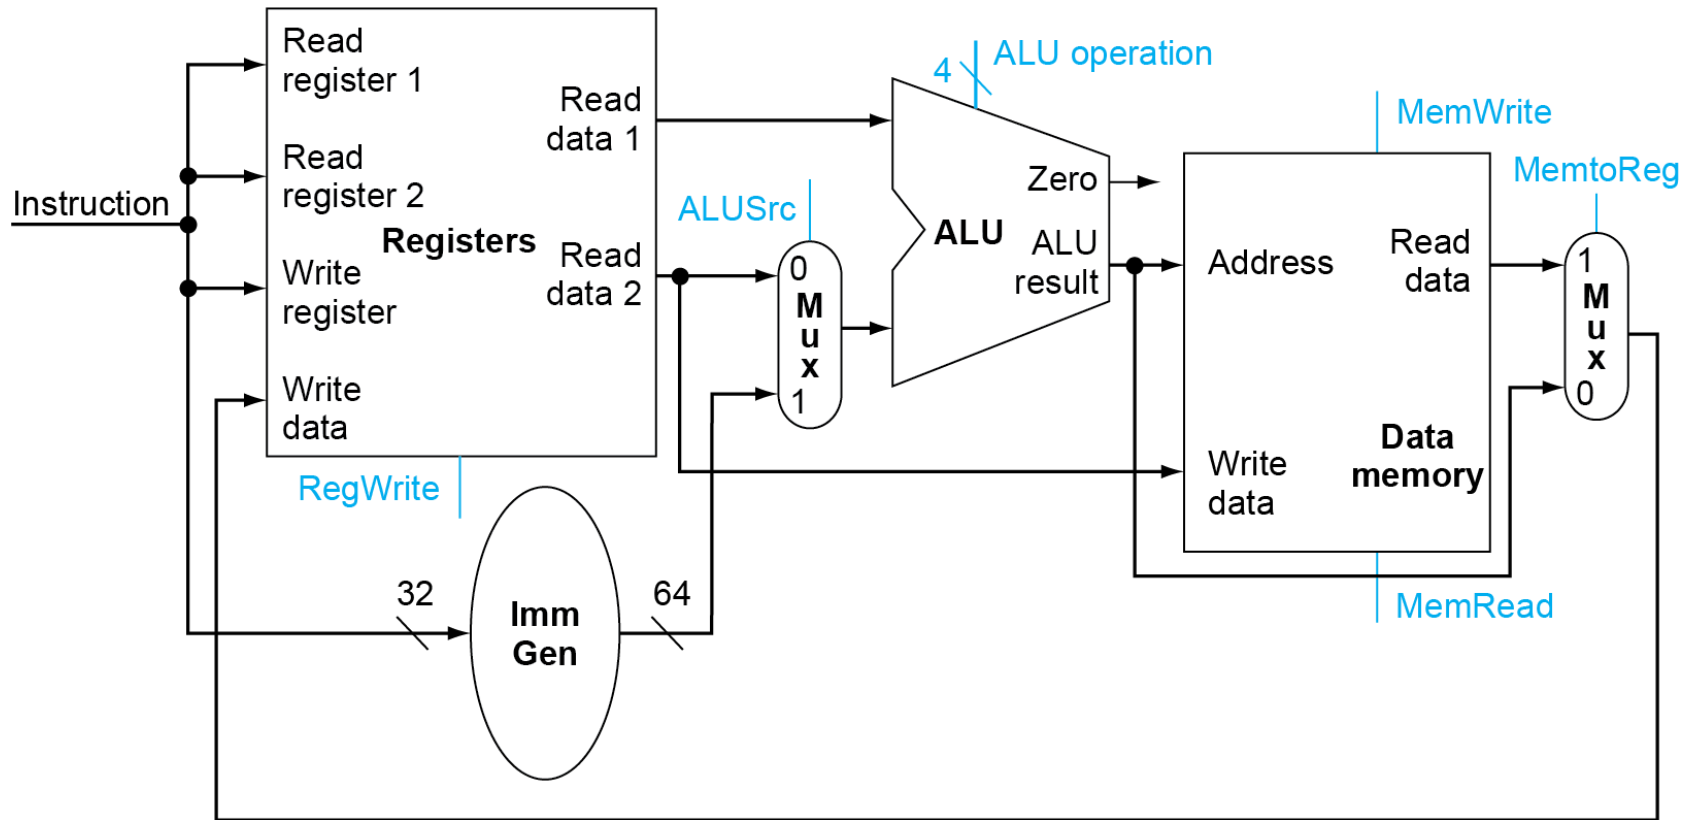 Instruction
Read
register 1
Read
register 2
Write
register
Write
data
Registers
Read
data 1
Read
data 2
RegWrite
32
Imm
Gen
64
ALUSrc
0
M
u
x
1
4
ALU operation
ALU
Zero
ALU
result
MemWrite
Address
Read
data
Write
data
Data
memory
MemRead
MemtoReg
1
M
u
x
0